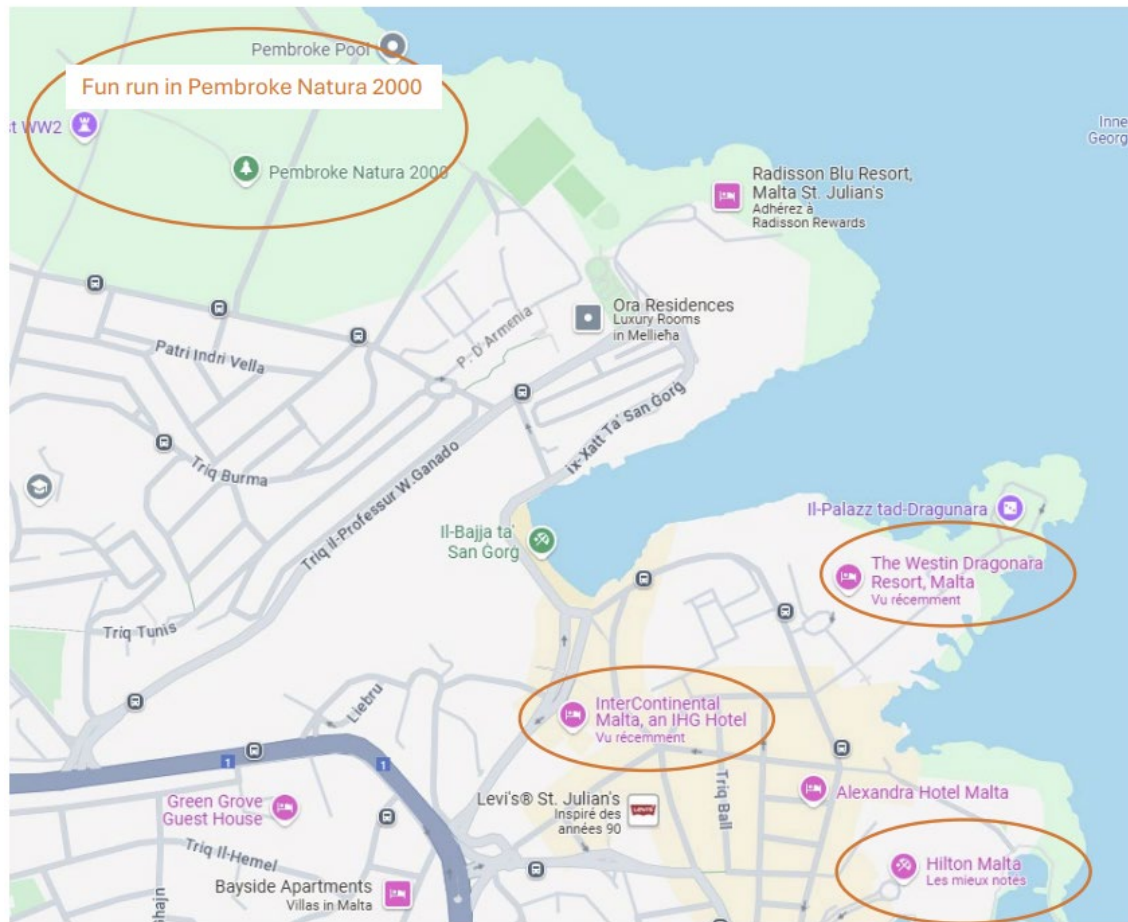 Pembroke Pool
Fun run in Pembroke Natura 2000
t WW2
Pembroke Natura 2000
Inne
Georg
Radisson Blu Resort,
Malta St. Julian's
Adhérez à
Radisson Rewards
Ora Residences
Luxury Rooms
in Mellieħa
P. D'Armenia
Patri Indri Vella
ix-Xatt Ta' San Ġorġ
Triq Burma
Triq il-Professur W.Ganado
Il-Palazz tad-Dragunara
Il-Bajja ta'
San Ġorġ
The Westin Dragonara
Resort, Malta
Vu récemment
Triq Tunis
InterContinental
Malta, an IHG Hotel
Vu récemment
Liebru
1
1
Triq Ball
Alexandra Hotel Malta
Green Grove
Guest House
Levi's® St. Julian's
Inspiré des
années 90
Levi's
Triq Il-Hemel
Hilton Malta
Les mieux notés
Bayside Apartments
Villas in Malta
għajn